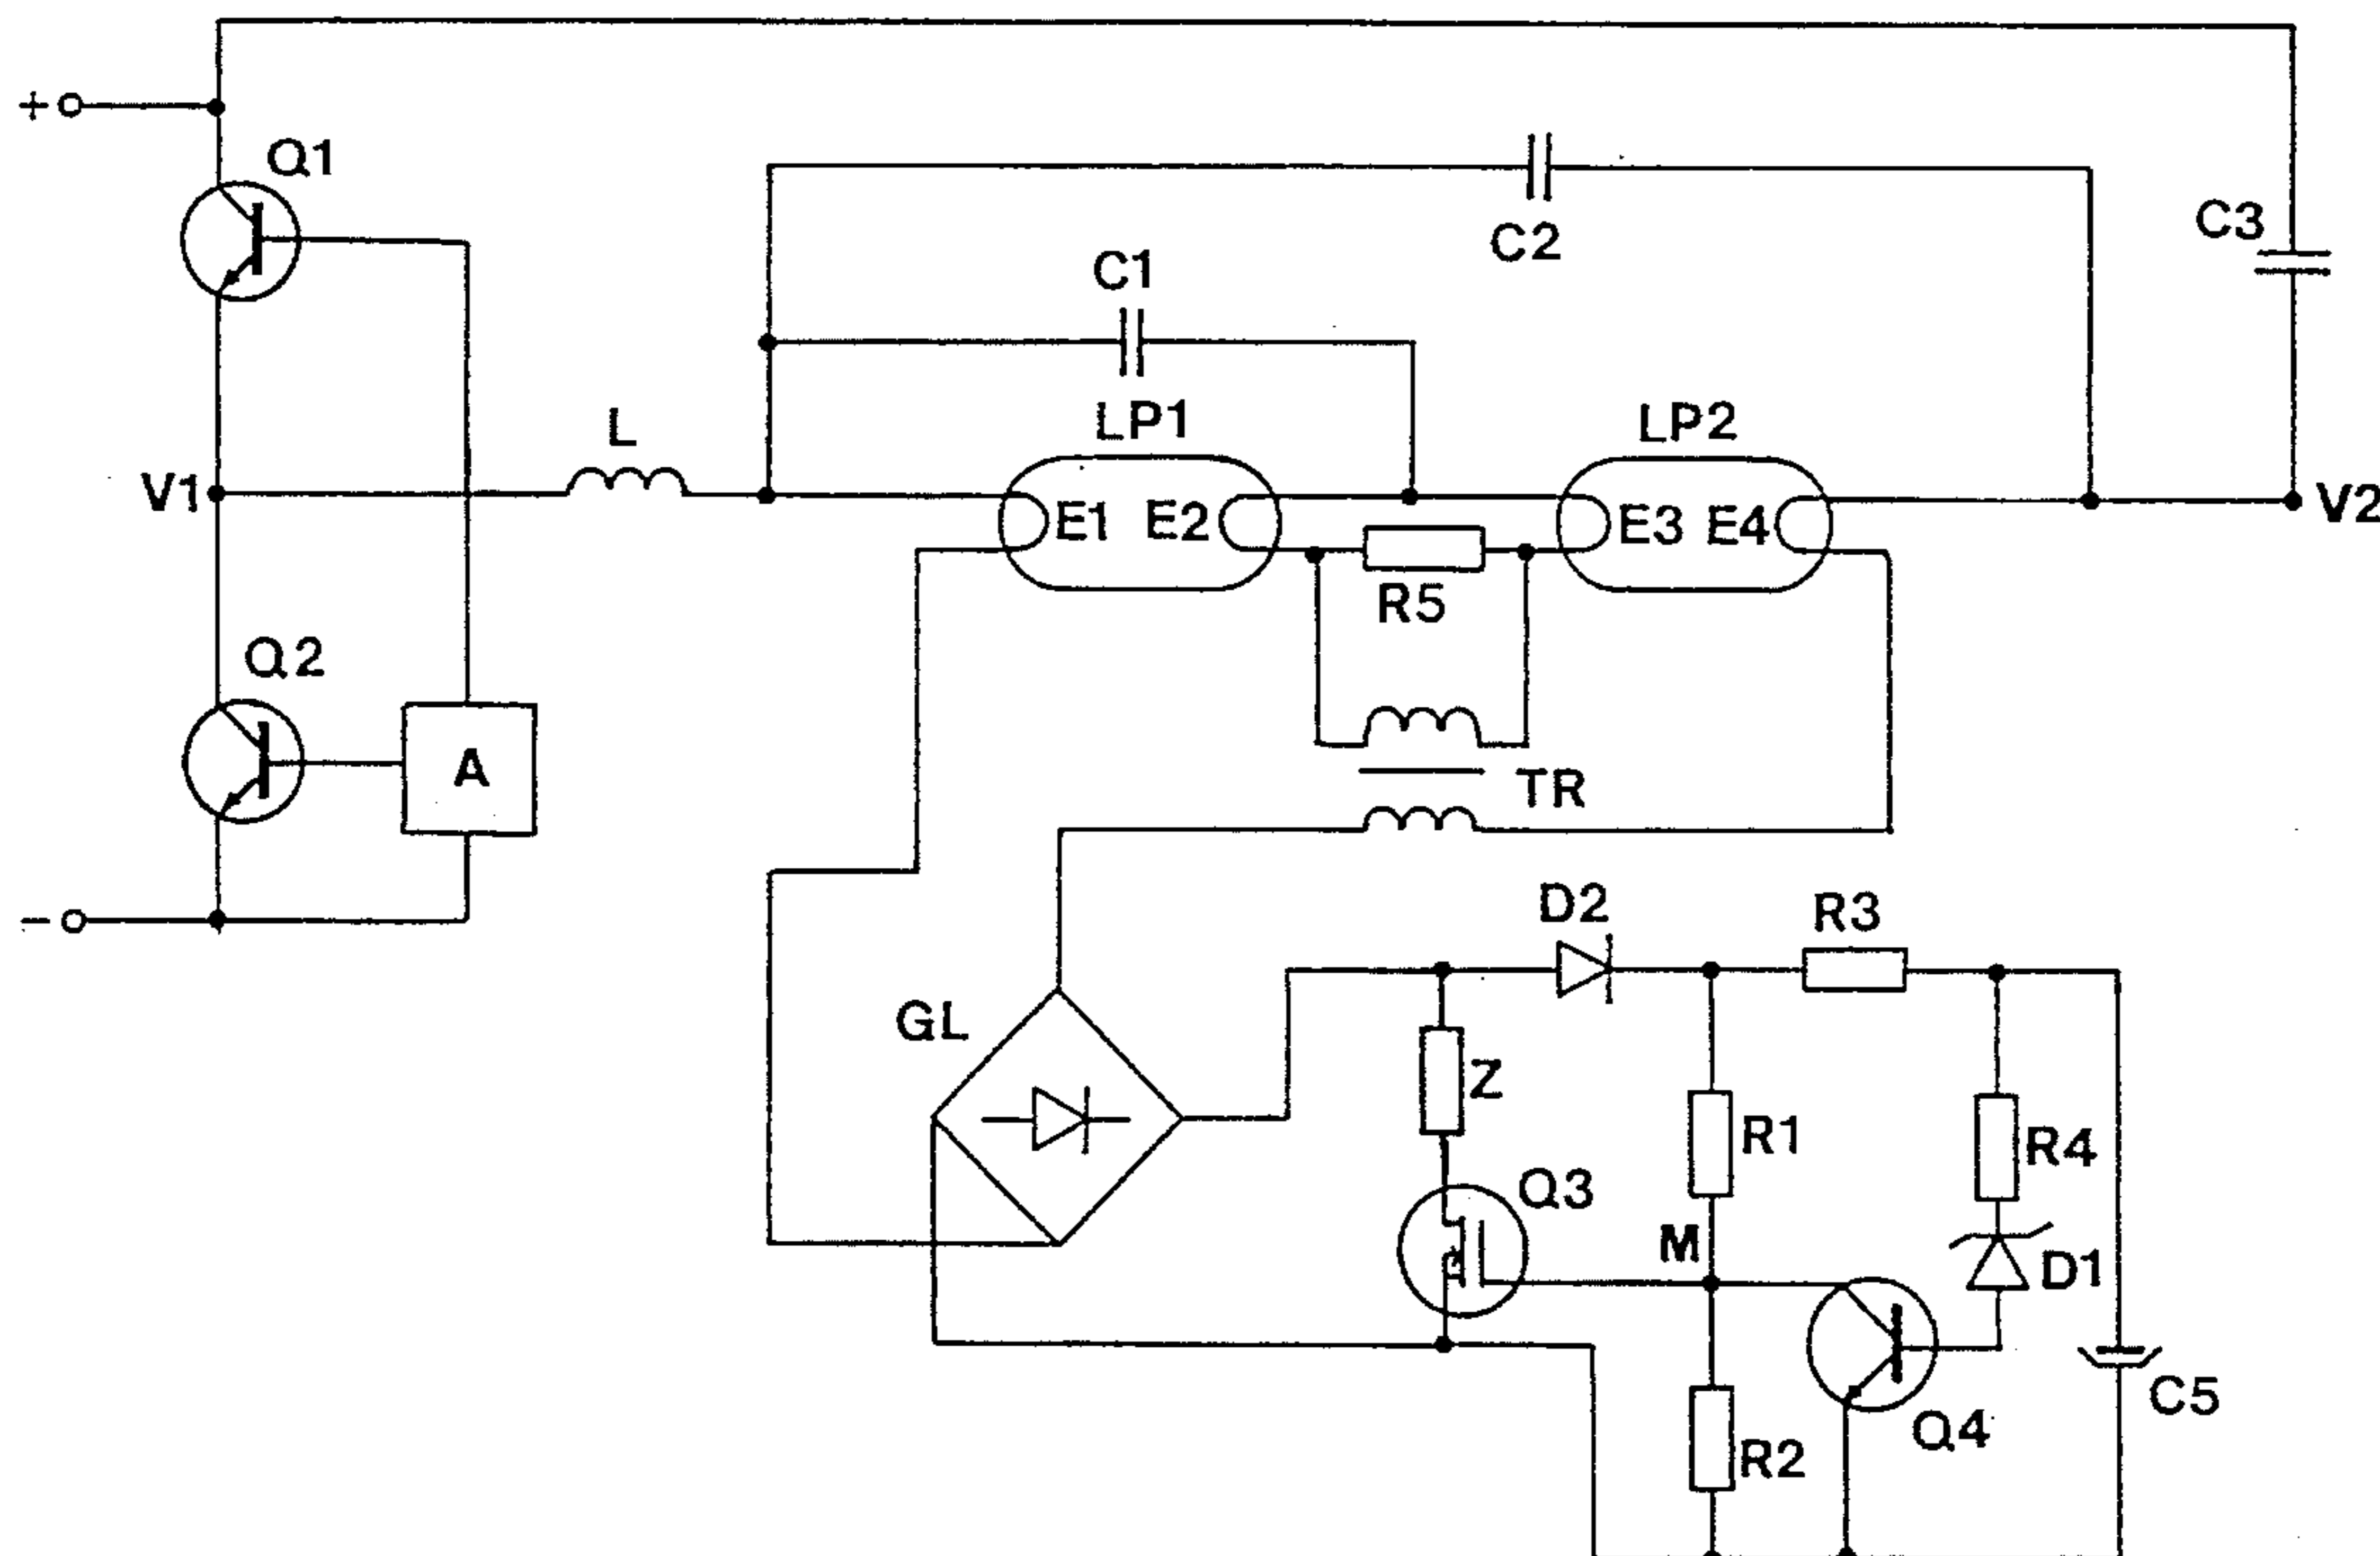 +
Q1
C3
C2
C1
L
LP1
LP2
V1
E1
E2
E3
E4
V2
R5
Q2
A
TR
−
D2
R3
GL
Z
R1
R4
Q3
M
D1
C5
Q4
R2